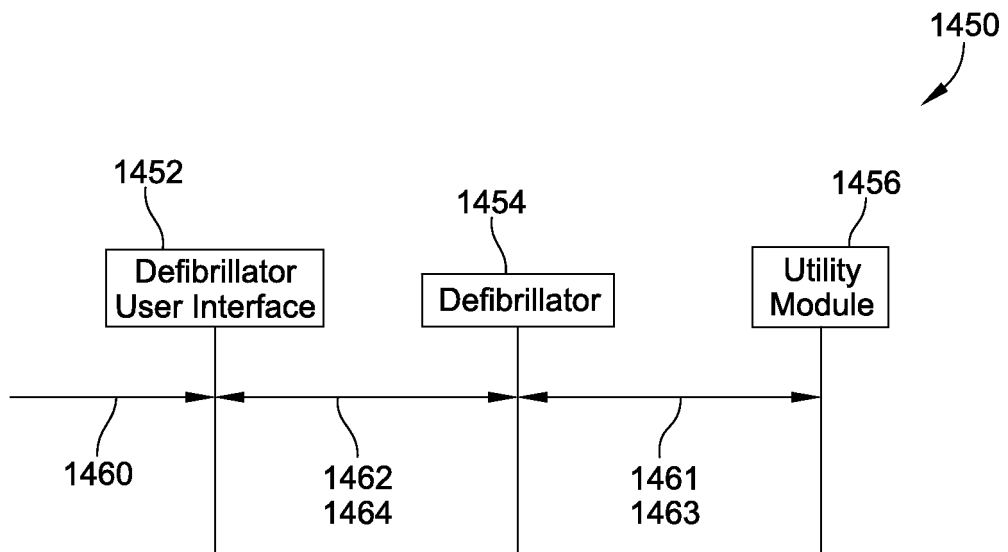 1450
1452
1454
1456
Defibrillator
User Interface
Defibrillator
Utility
Module
1460
1462
1464
1461
1463